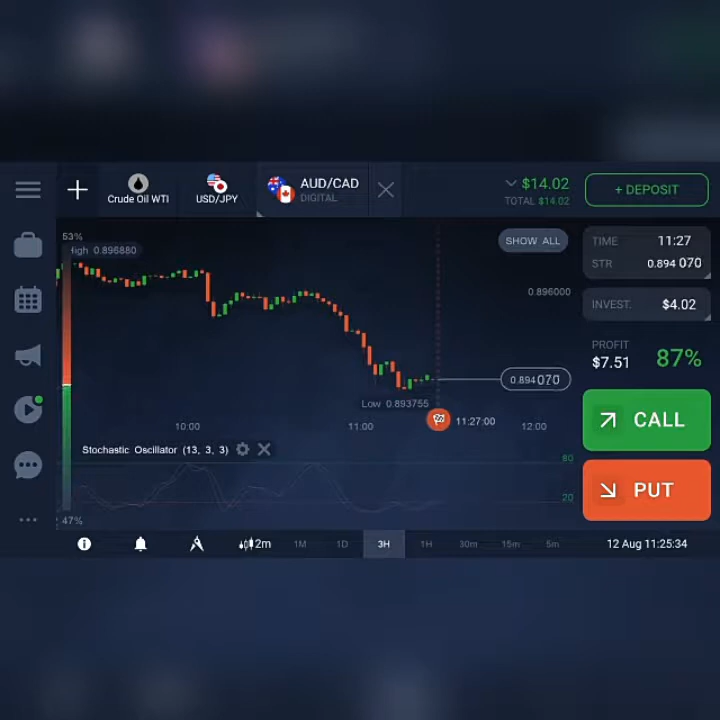 Crude Oil WTI
USD/JPY
AUD/CAD
DIGITAL
$14.02
TOTAL $14.02
+ DEPOSIT
53%
High 0.896880
SHOW ALL
TIME 11:27
STR 0.894 070
0.896000
INVEST. $4.02
PROFIT
$7.51
87%
0.894070
Low 0.893755
CALL
11:27:00
10:00 11:00 12:00
Stochastic Oscillator (13, 3, 3)
80
PUT
20
47%
2m 1M 1D 3H 1H 30m 15m 5m 12 Aug 11:25:34